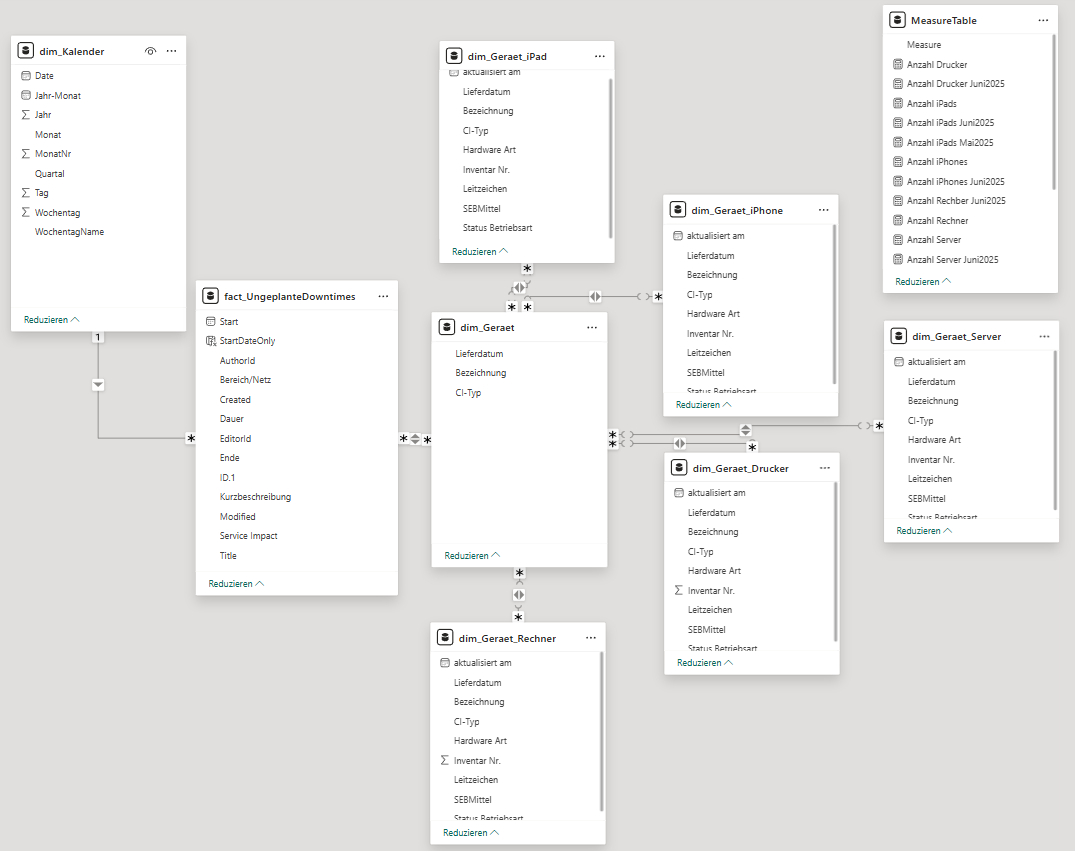 dim_Kalender
Date
Jahr-Monat
Jahr
Monat
MonatNr
Quartal
Tag
Wochentag
WochentagName
Reduzieren
1
fact_UngeplanteDowntimes
Start
StartDateOnly
AuthorId
Bereich/Netz
Created
Dauer
EditorId
Ende
ID.1
Kurzbeschreibung
Modified
Service Impact
Title
Reduzieren
dim_Geraet_iPad
aktualisiert am
Lieferdatum
Bezeichnung
CI-Typ
Hardware Art
Inventar Nr.
Leitzeichen
SEBMittel
Status Betriebsart
Reduzieren
dim_Geraet
Lieferdatum
Bezeichnung
CI-Typ
Reduzieren
dim_Geraet_Rechner
aktualisiert am
Lieferdatum
Bezeichnung
CI-Typ
Hardware Art
Inventar Nr.
Leitzeichen
SEBMittel
Status Betriebsart
Reduzieren
dim_Geraet_iPhone
aktualisiert am
Lieferdatum
Bezeichnung
CI-Typ
Hardware Art
Inventar Nr.
Leitzeichen
SEBMittel
Status Betriebsart
Reduzieren
dim_Geraet_Drucker
aktualisiert am
Lieferdatum
Bezeichnung
CI-Typ
Hardware Art
Inventar Nr.
Leitzeichen
SEBMittel
Status Betriebsart
Reduzieren
MeasureTable
Measure
Anzahl Drucker
Anzahl Drucker Juni2025
Anzahl iPads
Anzahl iPads Juni2025
Anzahl iPads Mai2025
Anzahl iPhones
Anzahl iPhones Juni2025
Anzahl Rechber Juni2025
Anzahl Rechner
Anzahl Server
Anzahl Server Juni2025
Reduzieren
dim_Geraet_Server
aktualisiert am
Lieferdatum
Bezeichnung
CI-Typ
Hardware Art
Inventar Nr.
Leitzeichen
SEBMittel
Status Betriebsart
Reduzieren